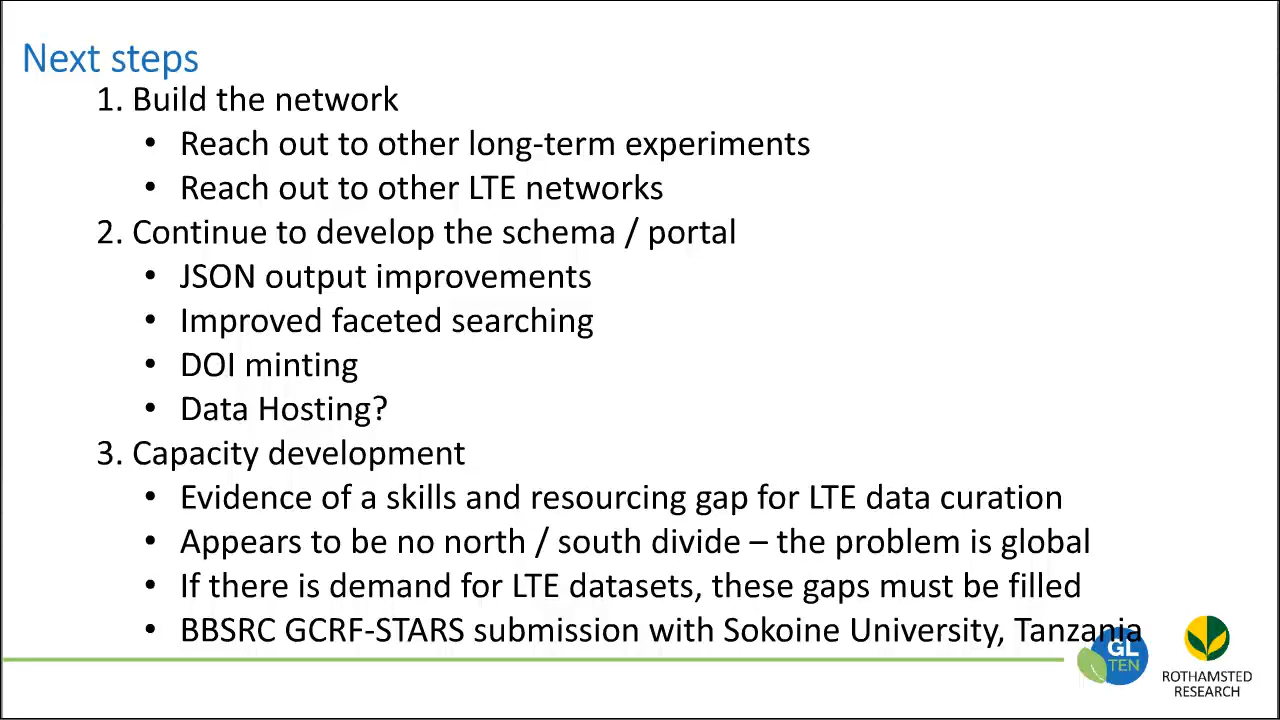 Next steps
1. Build the network
• Reach out to other long-term experiments
• Reach out to other LTE networks
2. Continue to develop the schema / portal
• JSON output improvements
• Improved faceted searching
• DOI minting
• Data Hosting?
3. Capacity development
• Evidence of a skills and resourcing gap for LTE data curation
• Appears to be no north / south divide – the problem is global
• If there is demand for LTE datasets, these gaps must be filled
• BBSRC GCRF-STARS submission with Sokoine University, Tanzania
GL
TEN
ROTHAMSTED
RESEARCH